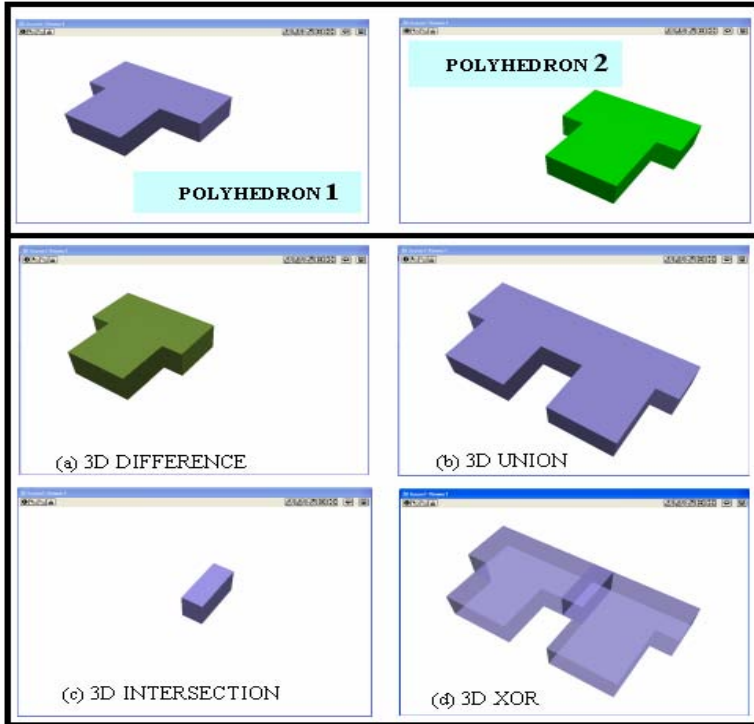 POLYHEDRON 1
POLYHEDRON 2
(a) 3D DIFFERENCE
(b) 3D UNION
(c) 3D INTERSECTION
(d) 3D XOR